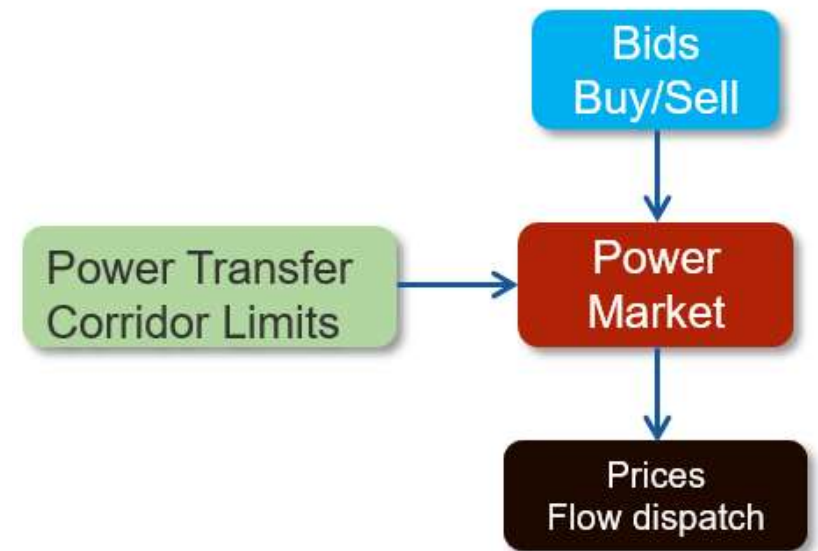 Bids
Buy/Sell
Power Transfer
Corridor Limits
Power
Market
Prices
Flow dispatch